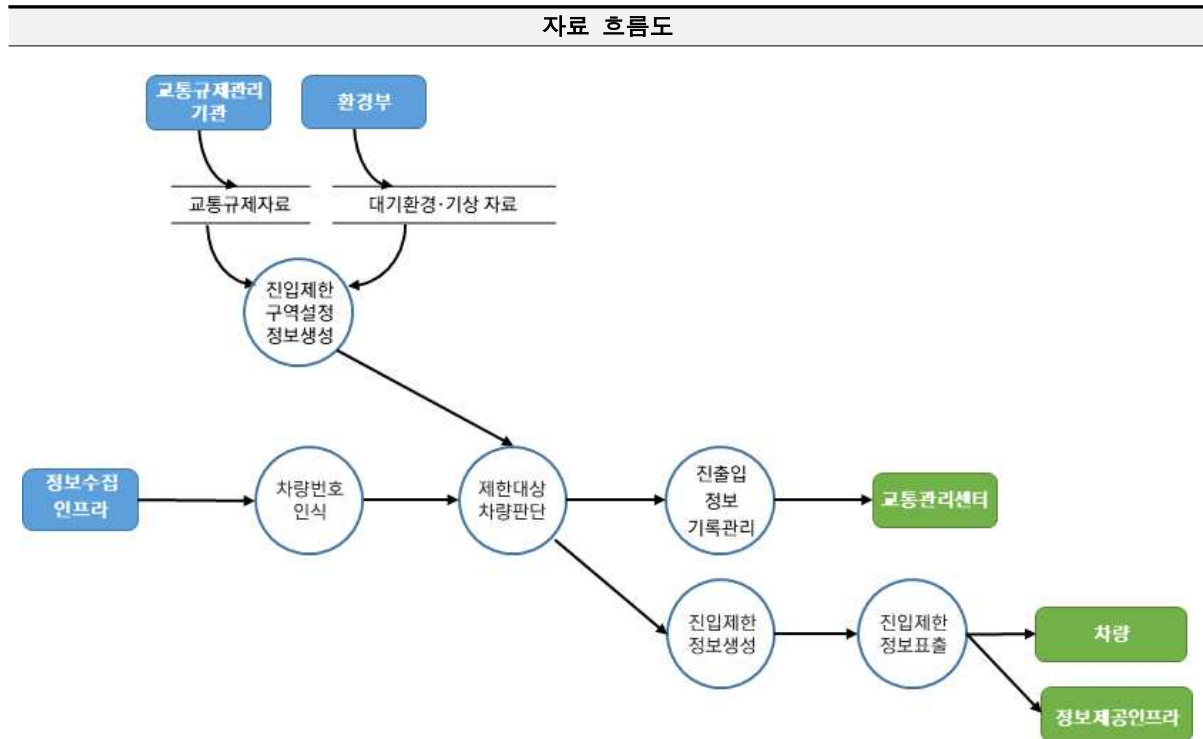 자료 흐름도
교통규제관리
기관
환경부
교통규제자료
대기환경·기상 자료
진입제한
구역설정
정보생성
정보수집
인프라
차량번호
인식
제한대상
차량판단
진출입
정보
기록관리
교통관리센터
진입제한
정보생성
진입제한
정보표출
차량
정보제공인프라